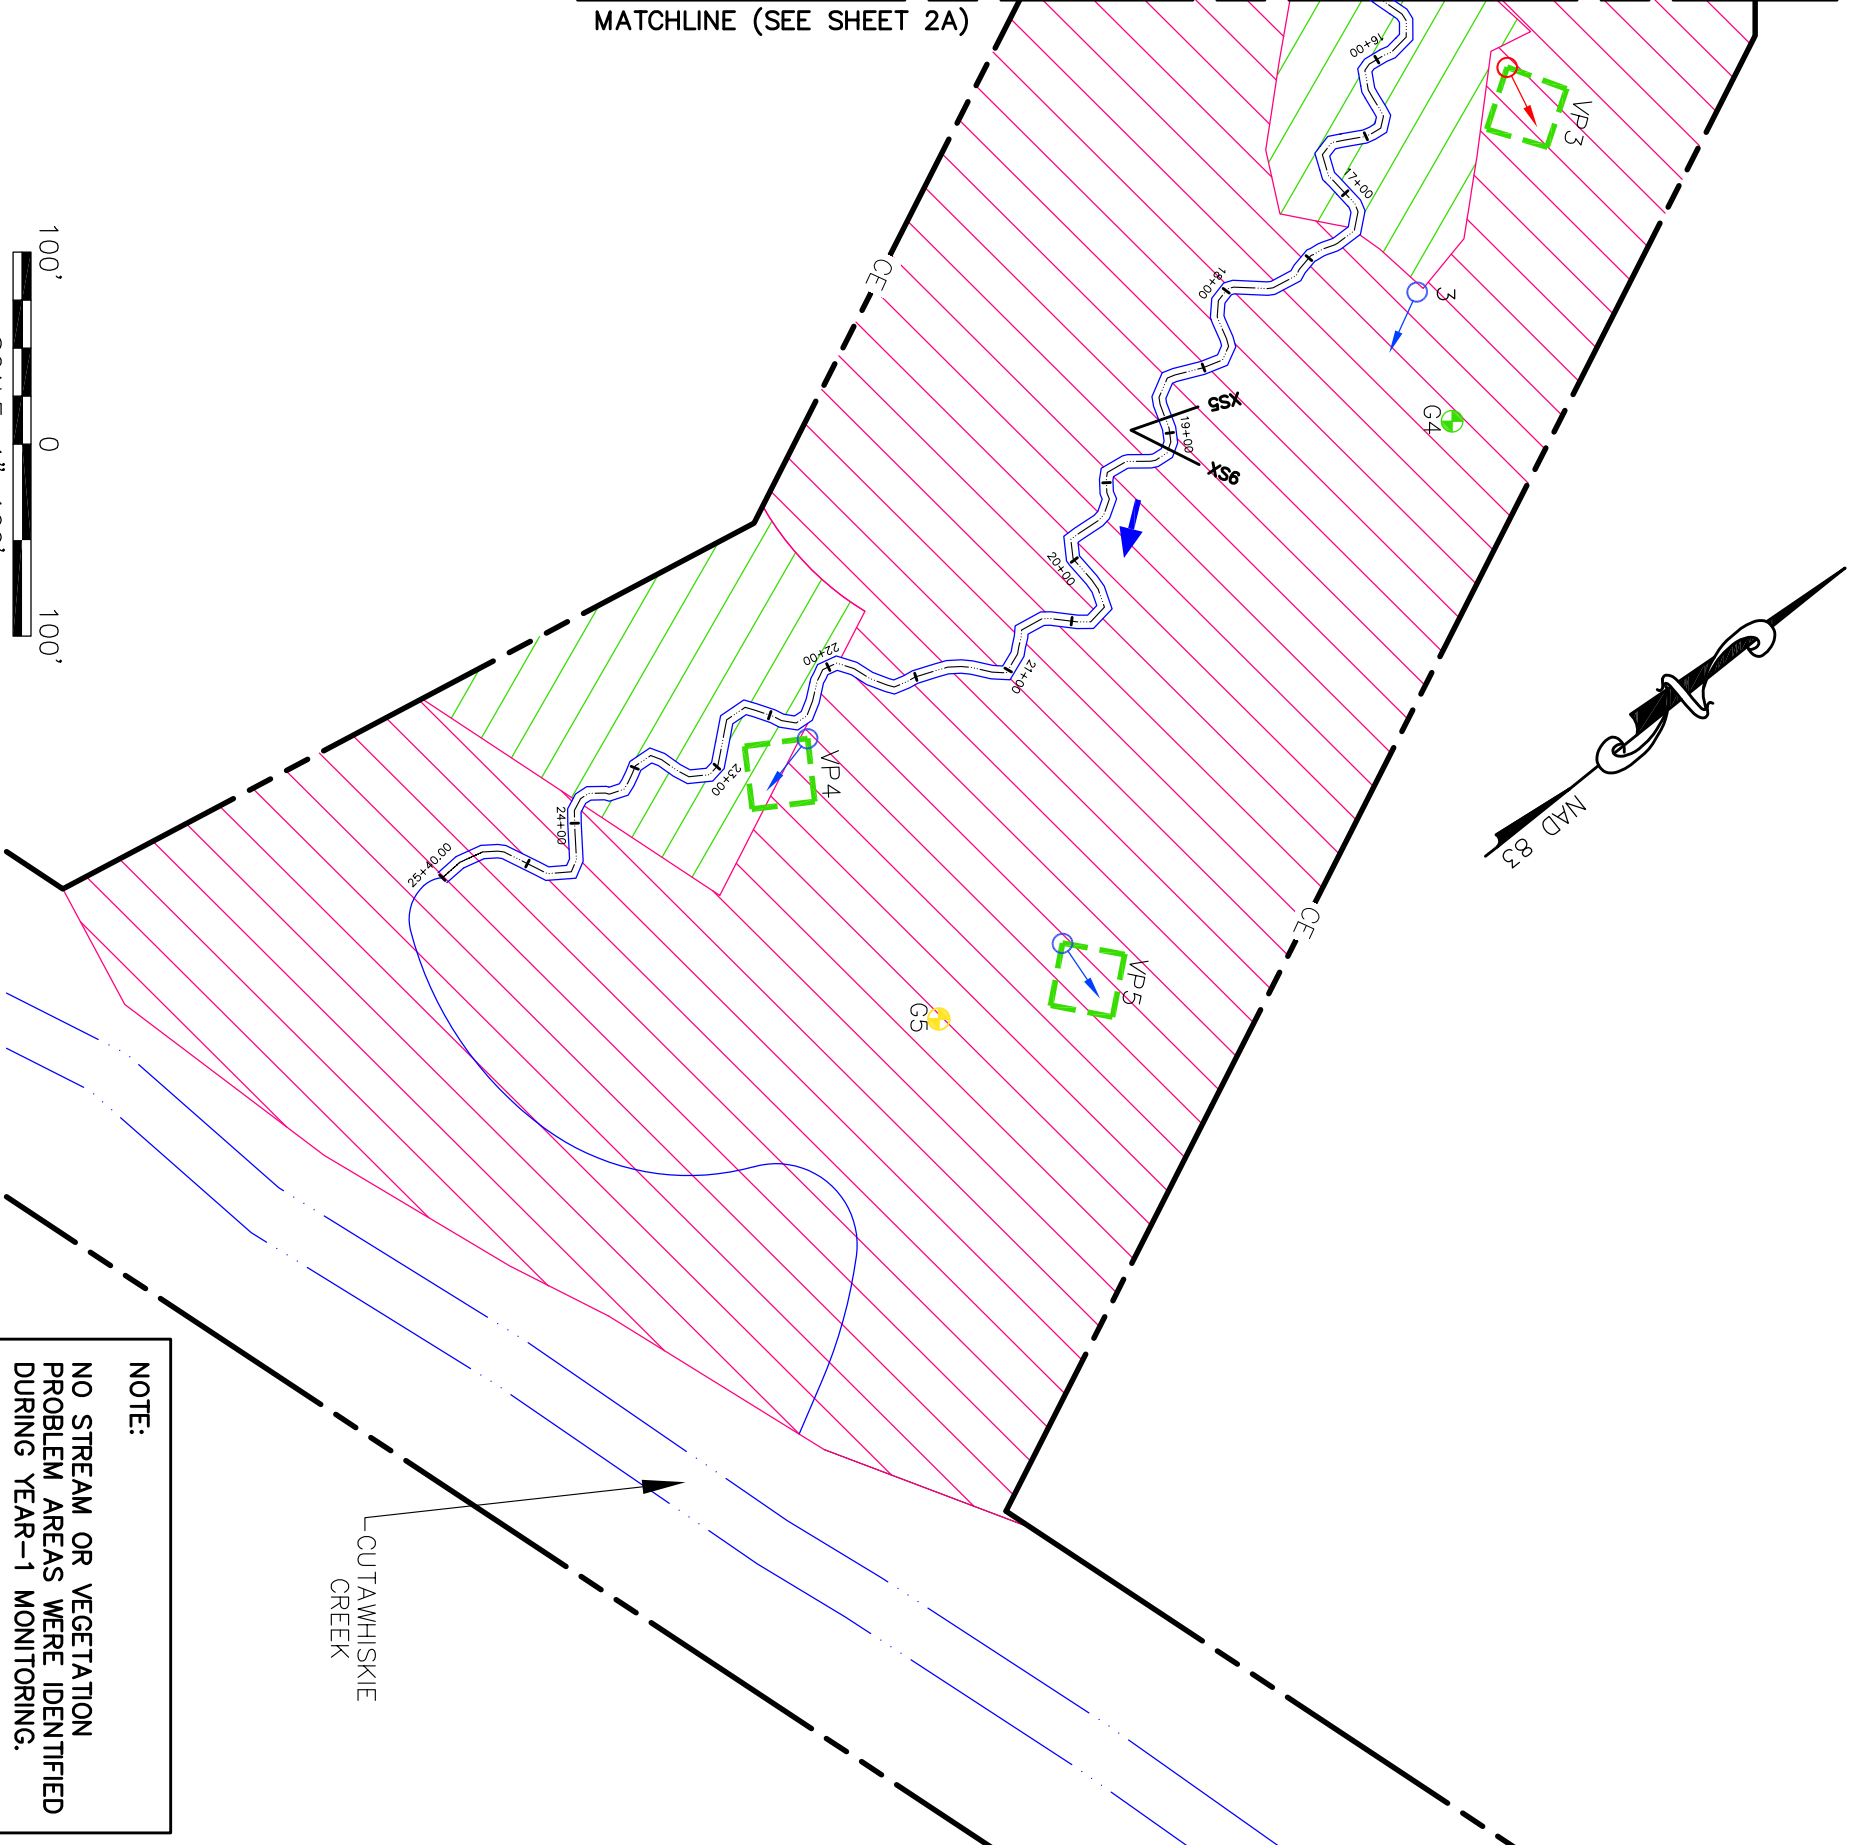 MATCHLINE (SEE SHEET 2A)
16+00
VP3
17+00
CE
18+00
3
G4
XS5
19+00
XS6
20+00
21+00
22+00
VP4
23+00
24+00
25+40.00
NAD 83
CE
VP5
G5
100'
0
100'
CUTAWHISKIE
CREEK
NOTE:
NO STREAM OR VEGETATION
PROBLEM AREAS WERE IDENTIFIED
DURING YEAR-1 MONITORING.